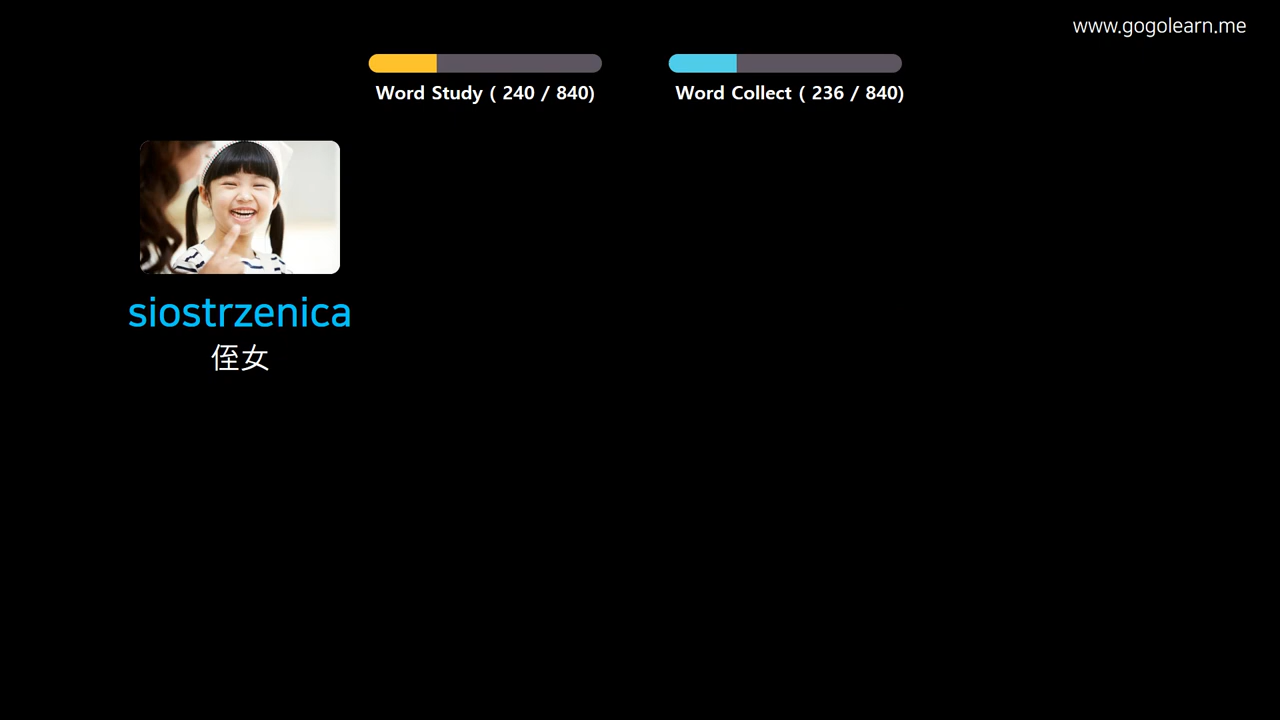 www.gogolearn.me
Word Study ( 240 / 840)
Word Collect ( 236 / 840)
siostrzenica
侄女